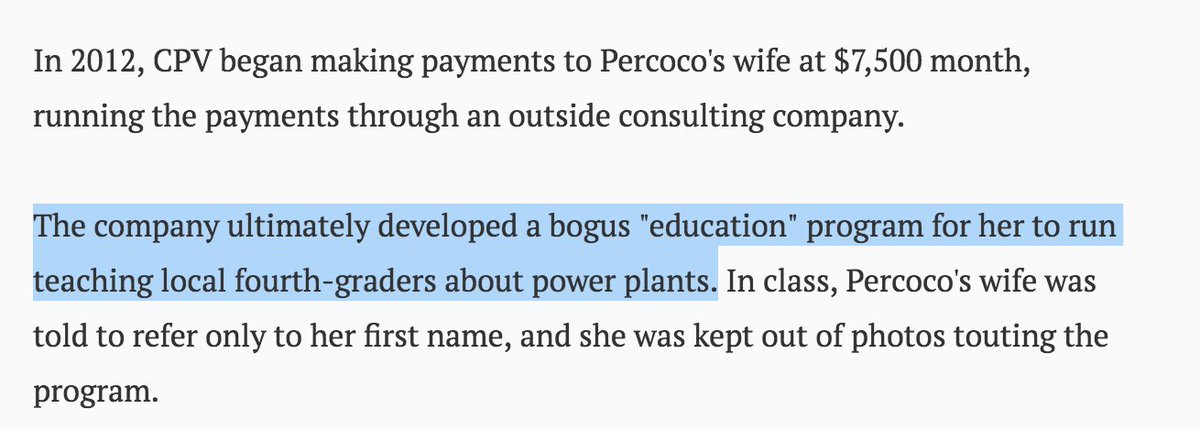 In 2012, CPV began making payments to Percoco's wife at $7,500 month,
running the payments through an outside consulting company.
The company ultimately developed a bogus "education" program for her to run
teaching local fourth-graders about power plants. In class, Percoco's wife was
told to refer only to her first name, and she was kept out of photos touting the
program.